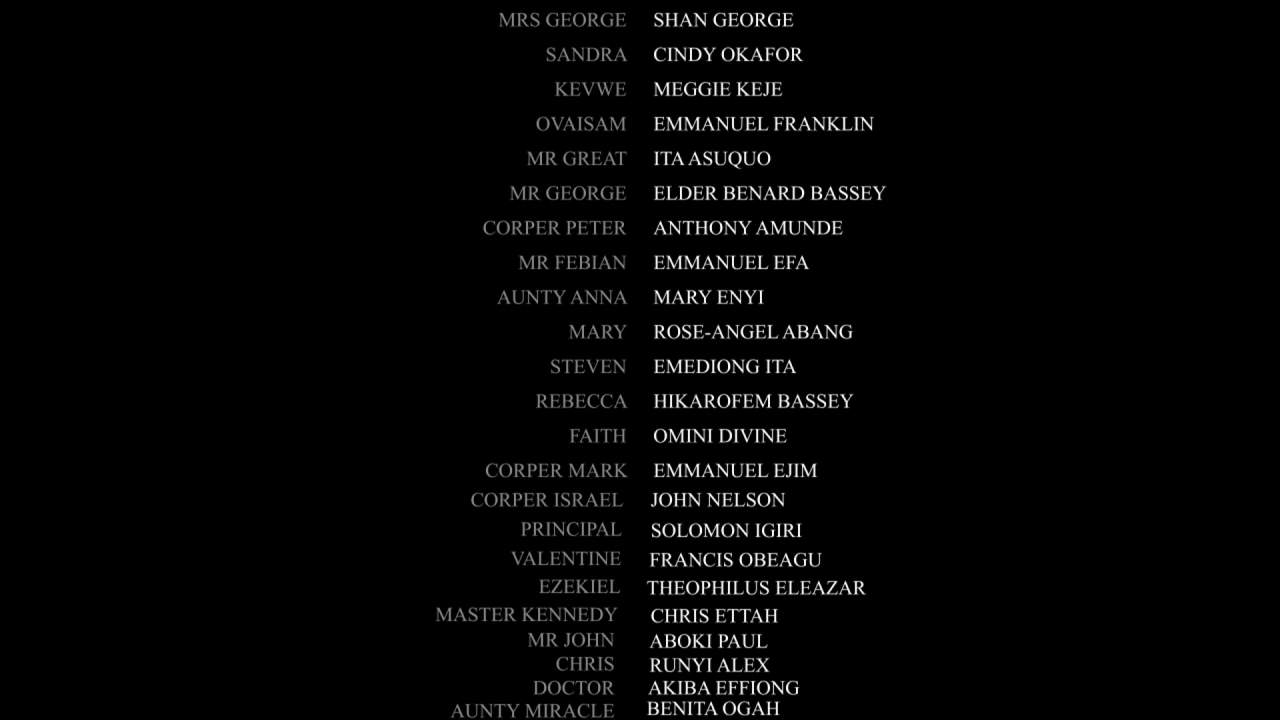 MRS GEORGE SHAN GEORGE
SANDRA CINDY OKAFOR
KEVWE MEGGIE KEJE
OVAISAM EMMANUEL FRANKLIN
MR GREAT ITA ASUQUO
MR GEORGE ELDER BENARD BASSEY
CORPER PETER ANTHONY AMUNDE
MR FEBIAN EMMANUEL EFA
AUNTY ANNA MARY ENYI
MARY ROSE-ANGEL ABANG
STEVEN EMEDIONG ITA
REBECCA HIKAROFEM BASSEY
FAITH OMINI DIVINE
CORPER MARK EMMANUEL EJIM
CORPER ISRAEL JOHN NELSON
PRINCIPAL SOLOMON IGIRI
VALENTINE FRANCIS OBEAGU
EZEKIEL THEOPHILUS ELEAZAR
MASTER KENNEDY CHRIS ETTAH
MR JOHN ABOKI PAUL
CHRIS RUNYI ALEX
DOCTOR AKIBA EFFIONG
AUNTY MIRACLE BENITA OGAH